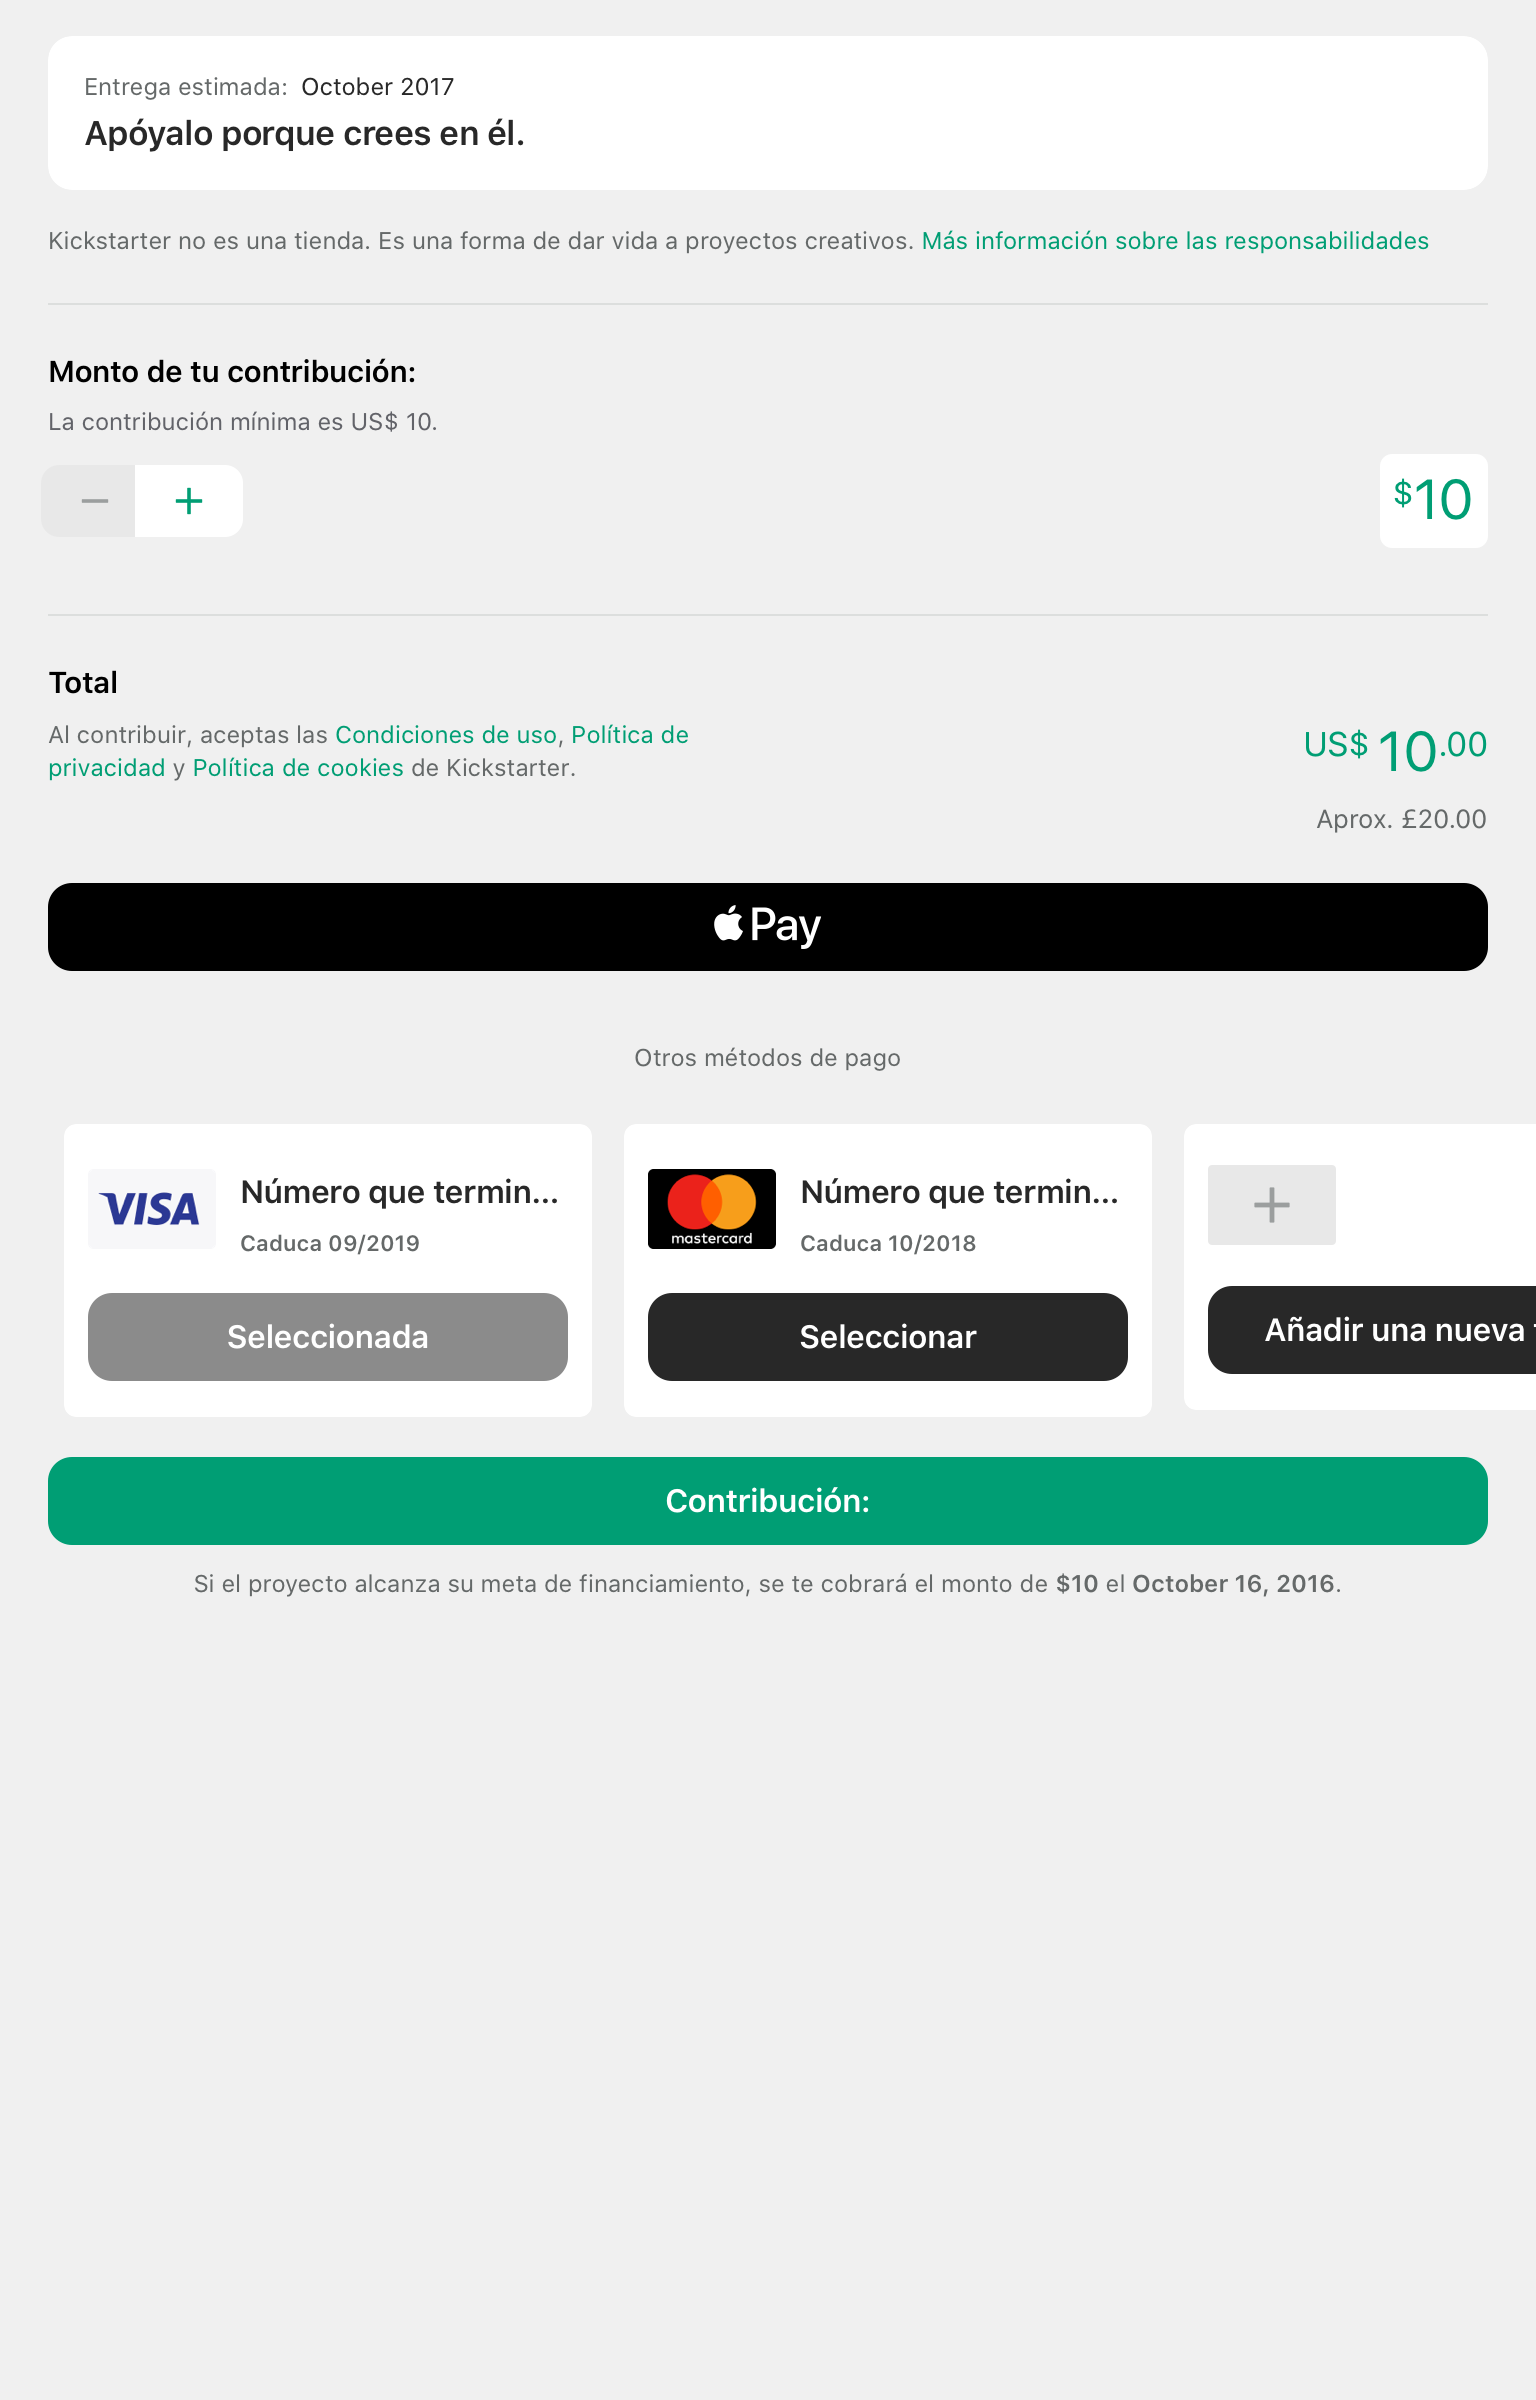 Entrega estimada: October 2017
Apóyalo porque crees en él.
Kickstarter no es una tienda. Es una forma de dar vida a proyectos creativos. Más información sobre las responsabilidades
Monto de tu contribución:
La contribución mínima es US$ 10.
− +
$10
Total
Al contribuir, aceptas las Condiciones de uso, Política de
privacidad y Política de cookies de Kickstarter.
US$ 10.00
Aprox. £20.00
Pay
Otros métodos de pago
VISA
Número que termin...
Caduca 09/2019
Seleccionada
mastercard
Número que termin...
Caduca 10/2018
Seleccionar
+
Añadir una nueva
Contribución:
Si el proyecto alcanza su meta de financiamiento, se te cobrará el monto de $10 el October 16, 2016.